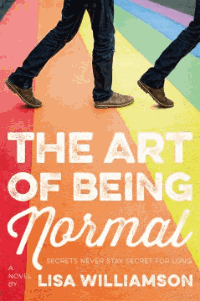 THE ART
OF BEING
Normal
SECRETS NEVER STAY SECRET FOR LONG
A NOVEL BY
LISA WILLIAMSON